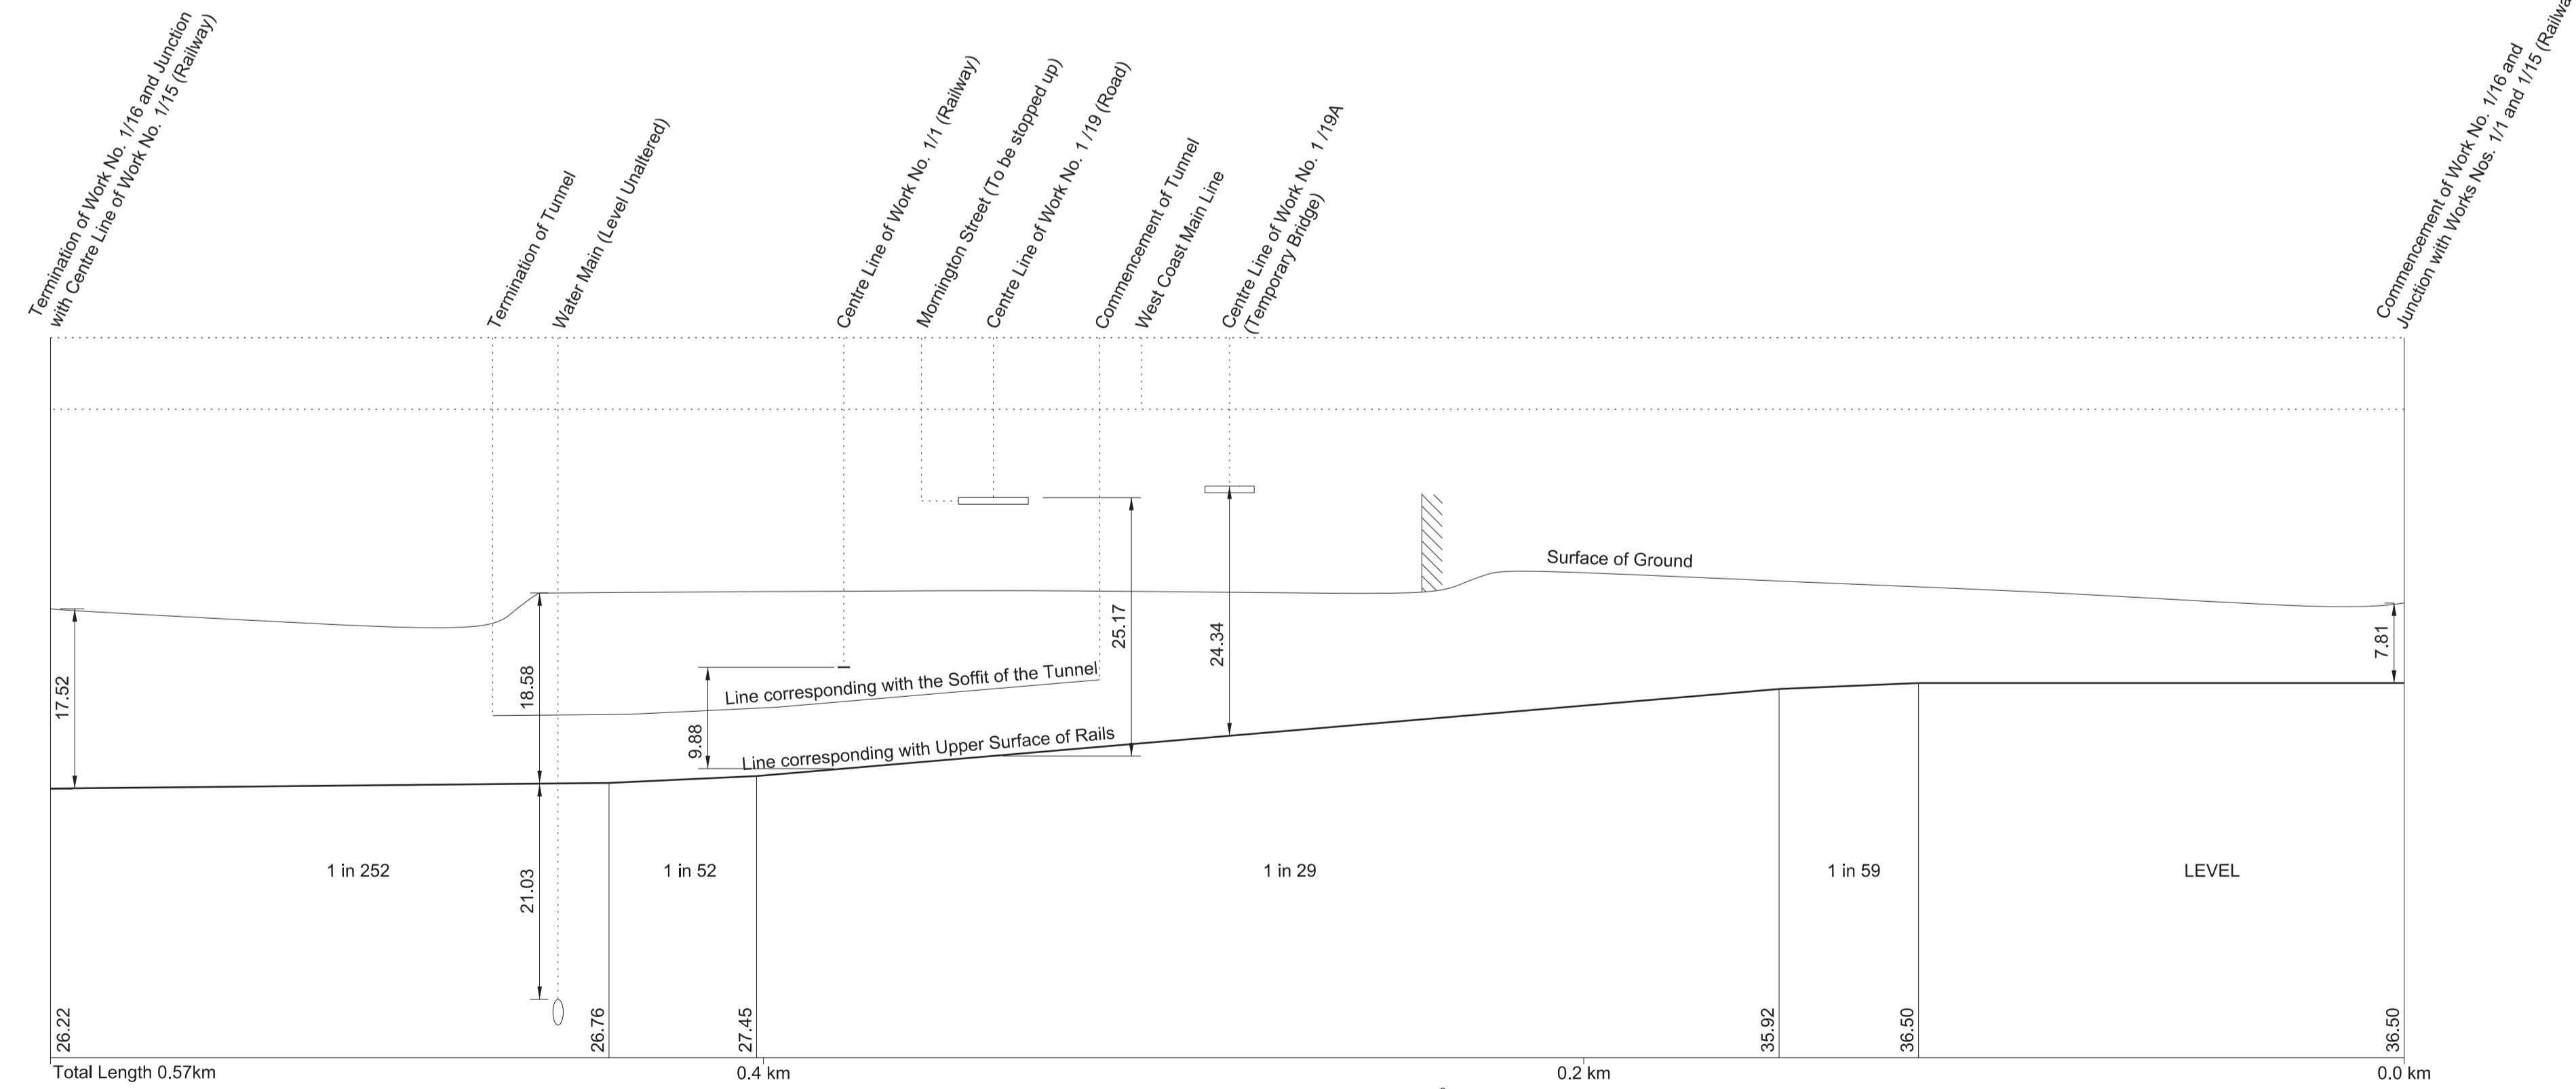 Termination of Work No. 1/16 and Junction
with Centre Line of Work No. 1/15 (Railway)
Termination of Tunnel
Water Main (Level Unaltered)
Centre Line of Work No. 1/1 (Railway)
Mornington Street (To be stopped up)
Centre Line of Work No. 1 /19 (Road)
Commencement of Tunnel
West Coast Main Line
Centre Line of Work No. 1 /19A
(Temporary Bridge)
Commencement of Work No. 1/16 and
Junction with Works Nos. 1/1 and 1/15 (Railwa
Surface of Ground
17.52
18.58
9.88
Line corresponding with the Soffit of the Tunnel
Line corresponding with Upper Surface of Rails
25.17
24.34
7.81
1 in 252
21.03
1 in 52
1 in 29
1 in 59
LEVEL
26.22
26.76
27.45
35.92
36.50
36.50
Total Length 0.57km
0.4 km
0.2 km
0.0 km